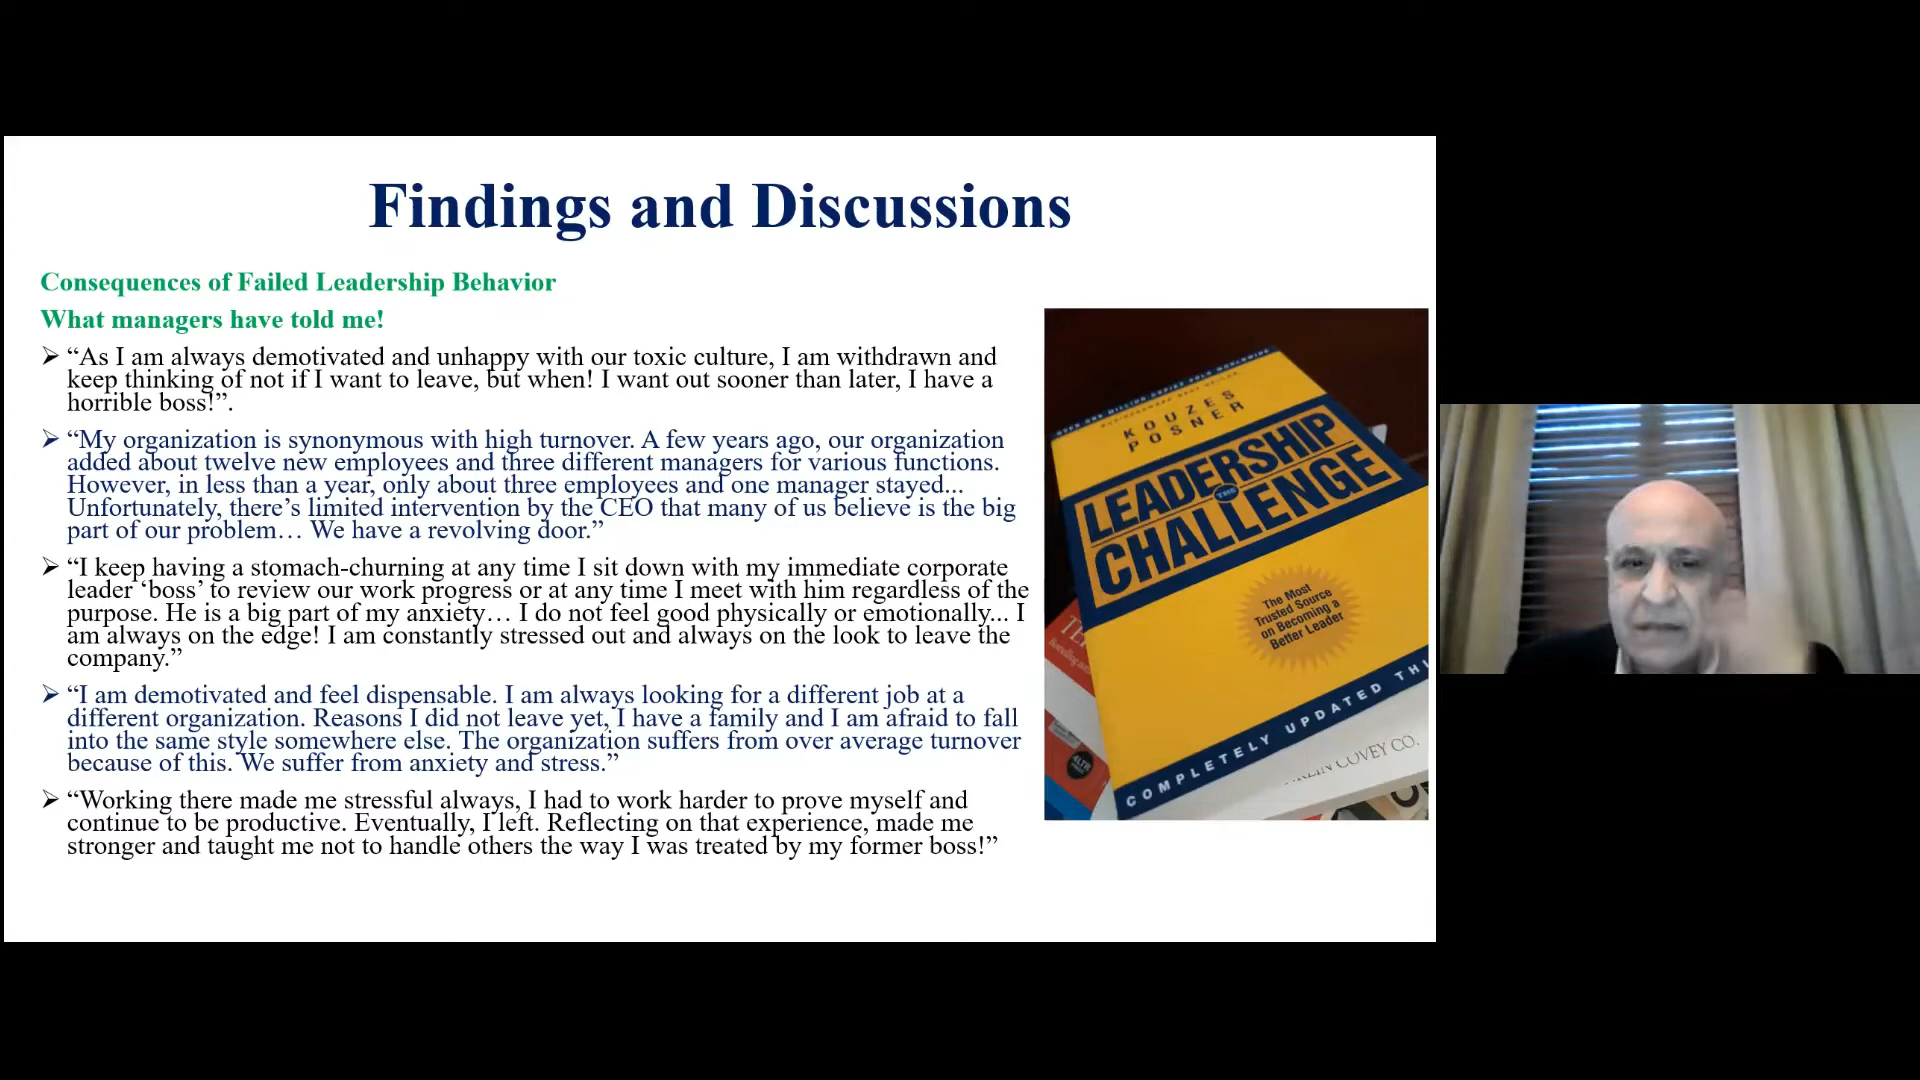 Findings and Discussions
Consequences of Failed Leadership Behavior
What managers have told me!
➢ “As I am always demotivated and unhappy with our toxic culture, I am withdrawn and
keep thinking of not if I want to leave, but when! I want out sooner than later, I have a
horrible boss!”.
➢ “My organization is synonymous with high turnover. A few years ago, our organization
added about twelve new employees and three different managers for various functions.
However, in less than a year, only about three employees and one manager stayed...
Unfortunately, there’s limited intervention by the CEO that many of us believe is the big
part of our problem… We have a revolving door.”
➢ “I keep having a stomach-churning at any time I sit down with my immediate corporate
leader ‘boss’ to review our work progress or at any time I meet with him regardless of the
purpose. He is a big part of my anxiety… I do not feel good physically or emotionally... I
am always on the edge! I am constantly stressed out and always on the look to leave the
company.”
➢ “I am demotivated and feel dispensable. I am always looking for a different job at a
different organization. Reasons I did not leave yet, I have a family and I am afraid to fall
into the same style somewhere else. The organization suffers from over average turnover
because of this. We suffer from anxiety and stress.”
➢ “Working there made me stressful always, I had to work harder to prove myself and
continue to be productive. Eventually, I left. Reflecting on that experience, made me
stronger and taught me not to handle others the way I was treated by my former boss!”
KOUZES
POSNER
LEADERSHIP
THE
CHALLENGE
The Most
Trusted Source
on Becoming a
Better Leader
COMPLETELY UPDATED
COVEY CO.
4LTR